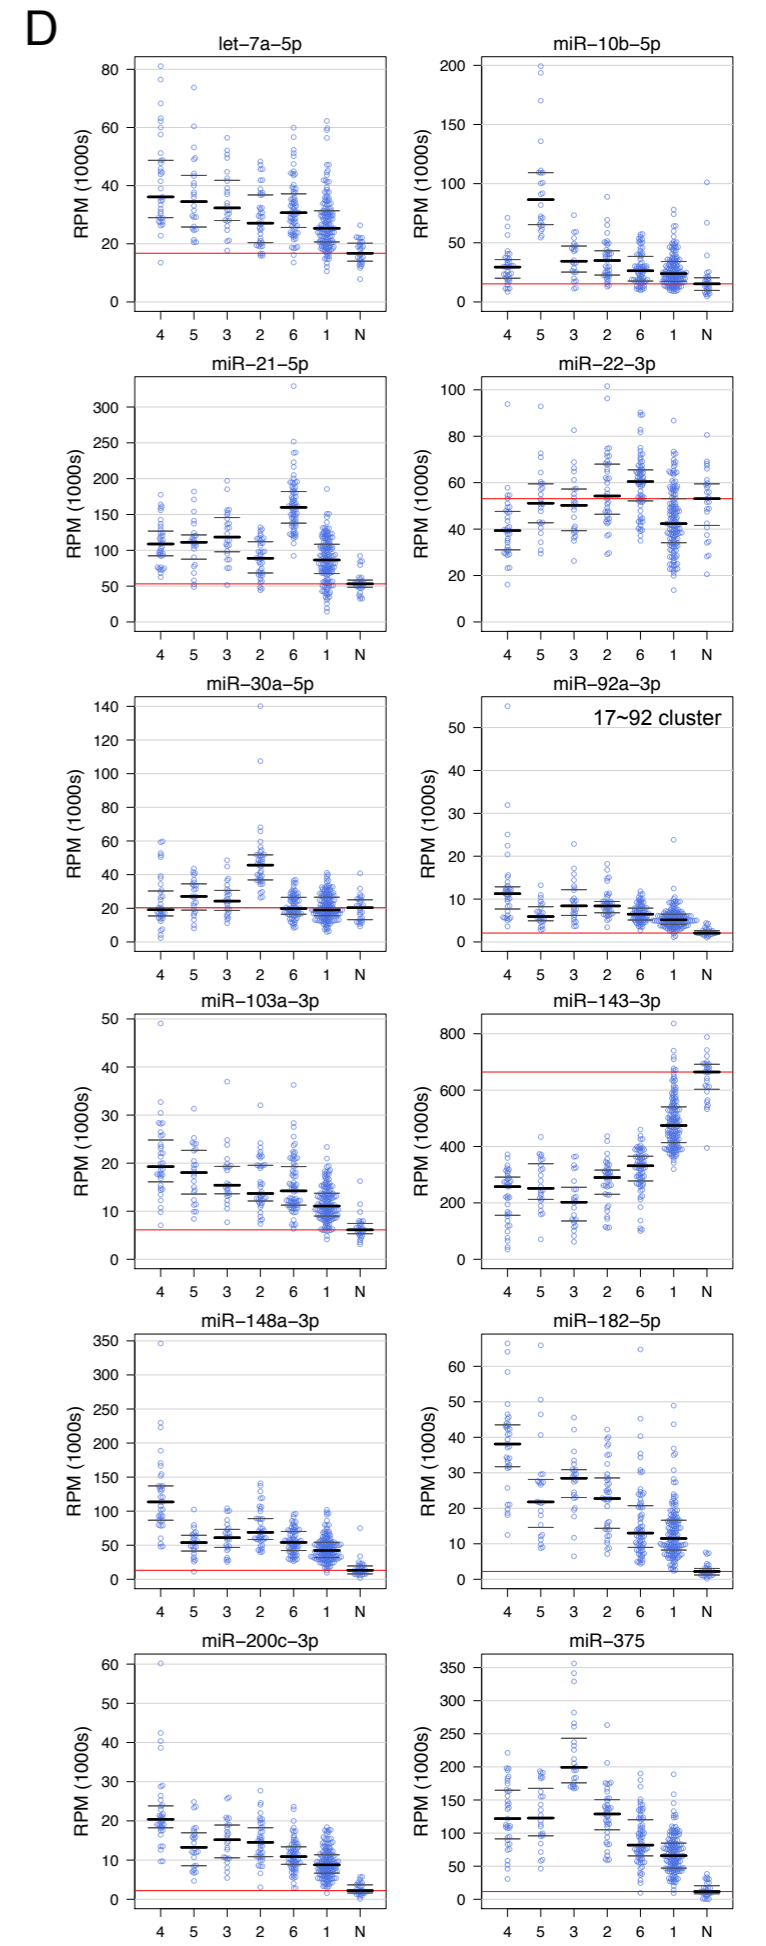 D
let−7a−5p
RPM (1000s)
80
60
40
20
0
4 5 3 2 6 1 N
miR−10b−5p
RPM (1000s)
200
150
100
50
0
4 5 3 2 6 1 N
miR−21−5p
RPM (1000s)
300
250
200
150
100
50
0
4 5 3 2 6 1 N
miR−22−3p
RPM (1000s)
100
80
60
40
20
0
4 5 3 2 6 1 N
miR−30a−5p
RPM (1000s)
140
120
100
80
60
40
20
0
4 5 3 2 6 1 N
miR−92a−3p
17~92 cluster
RPM (1000s)
50
40
30
20
10
0
4 5 3 2 6 1 N
miR−103a−3p
RPM (1000s)
50
40
30
20
10
0
4 5 3 2 6 1 N
miR−143−3p
RPM (1000s)
800
600
400
200
0
4 5 3 2 6 1 N
miR−148a−3p
RPM (1000s)
350
300
250
200
150
100
50
0
4 5 3 2 6 1 N
miR−182−5p
RPM (1000s)
60
50
40
30
20
10
0
4 5 3 2 6 1 N
miR−200c−3p
RPM (1000s)
60
50
40
30
20
10
0
4 5 3 2 6 1 N
miR−375
RPM (1000s)
350
300
250
200
150
100
50
0
4 5 3 2 6 1 N